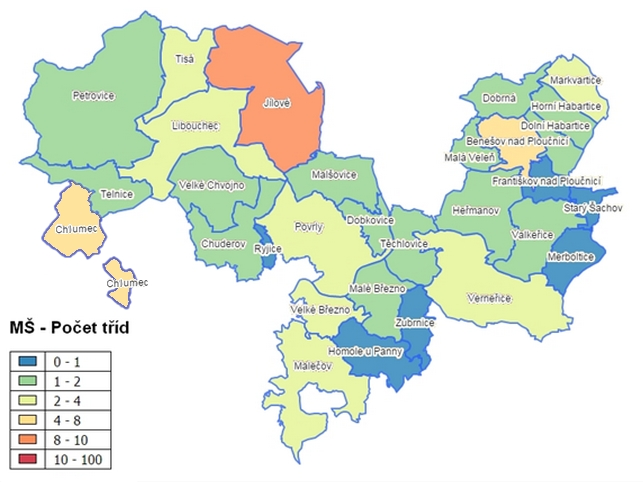 Tisá
Petrovice
Jílové
Libouchec
Telnice
Velké Chvojno
Chlumec
Chuderov
Ryjice
Chlumec
Malšovice
Povrly
Dobkovice
Těchlovice
Malé Březno
Velké Březno
Zubrnice
Homole u Panny
Malečov
Markvartice
Dobrná
Horní Habartice
Dolní Habartice
Benešov nad Ploučnicí
Malá Veleň
Františkov nad Ploučnicí
Starý Šachov
Heřmanov
Valkeřice
Merboltice
Verneřice
MŠ - Počet tříd
0 - 1
1 - 2
2 - 4
4 - 8
8 - 10
10 - 100